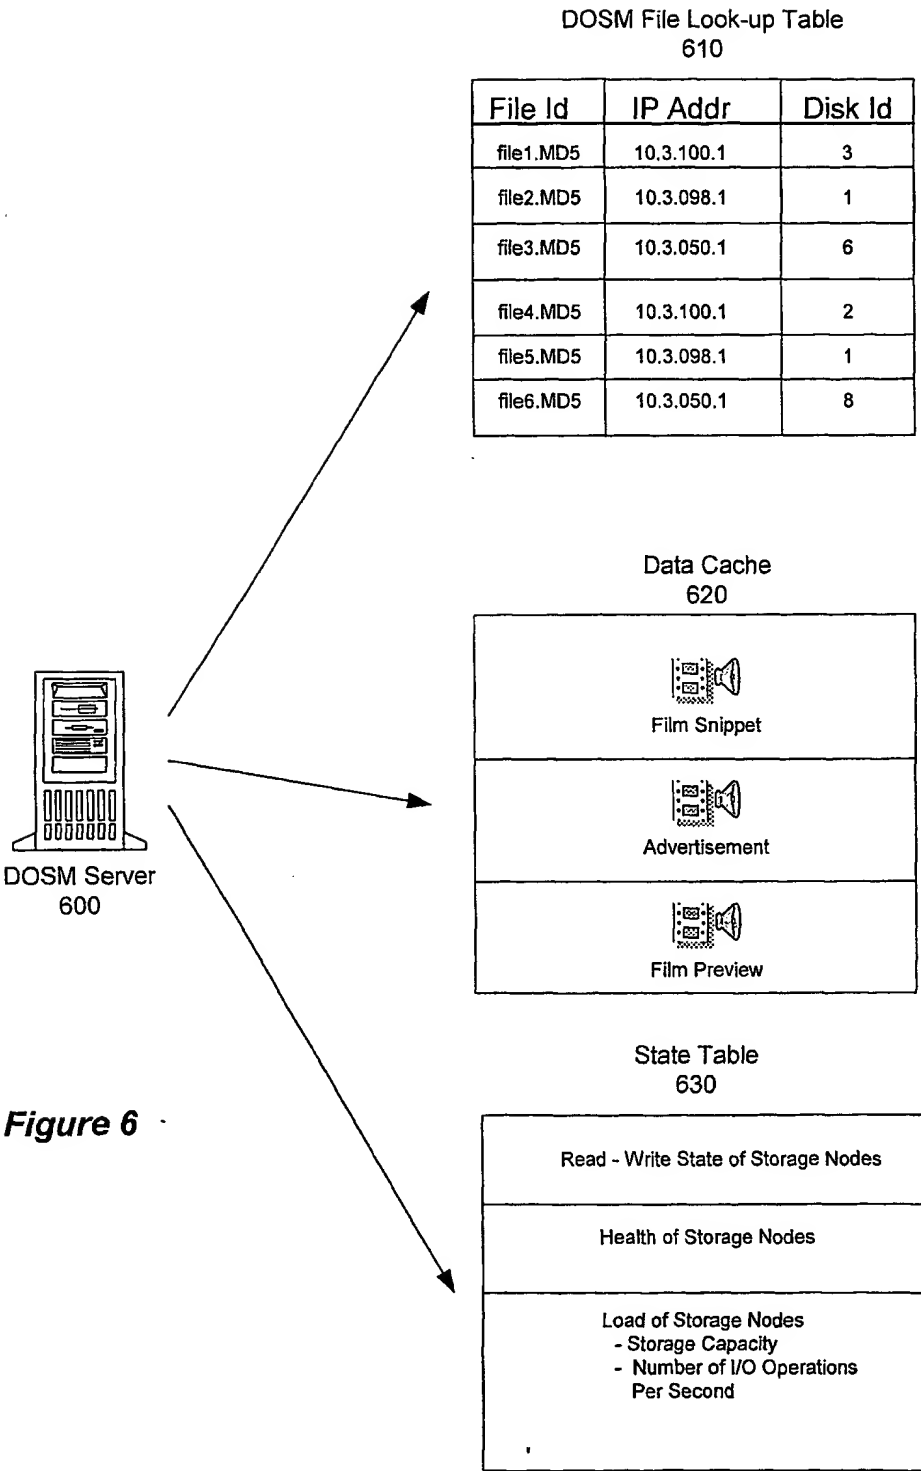 DOSM File Look-up Table
610
File Id IP Addr Disk Id
file1.MD5 10.3.100.1 3
file2.MD5 10.3.098.1 1
file3.MD5 10.3.050.1 6
file4.MD5 10.3.100.1 2
file5.MD5 10.3.098.1 1
file6.MD5 10.3.050.1 8
Data Cache
620
Film Snippet
Advertisement
Film Preview
DOSM Server
600
State Table
630
Read - Write State of Storage Nodes
Health of Storage Nodes
Load of Storage Nodes
- Storage Capacity
- Number of I/O Operations
Per Second
Figure 6